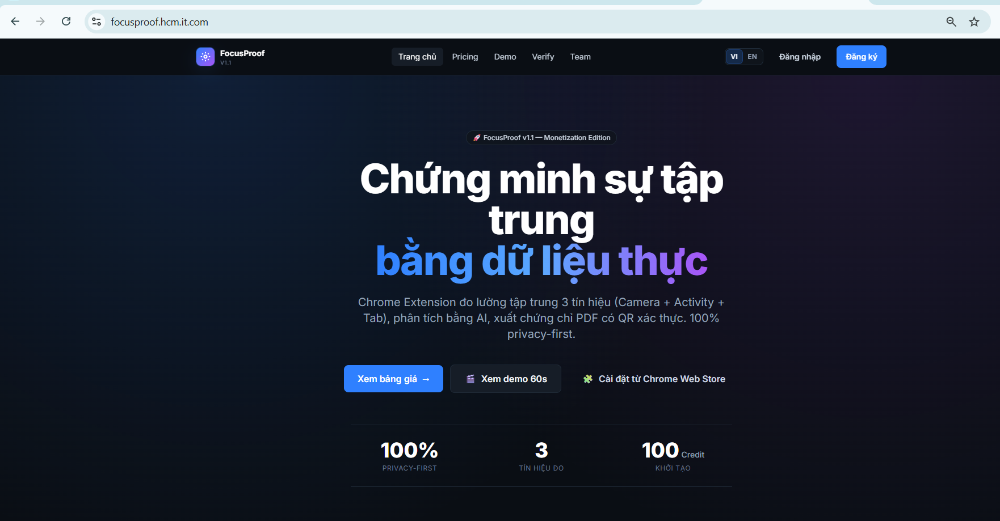 focusproof.hcm.it.com
FocusProof
V1.1
Trang chủ
Pricing
Demo
Verify
Team
VI
EN
Đăng nhập
Đăng ký
🚀 FocusProof v1.1 — Monetization Edition
Chứng minh sự tập
trung
bằng dữ liệu thực
Chrome Extension đo lường tập trung 3 tín hiệu (Camera + Activity +
Tab), phân tích bằng AI, xuất chứng chỉ PDF có QR xác thực. 100%
privacy-first.
Xem bảng giá →
🎬 Xem demo 60s
🧩 Cài đặt từ Chrome Web Store
100%
PRIVACY-FIRST
3
TÍN HIỆU ĐO
100 Credit
KHỞI TẠO